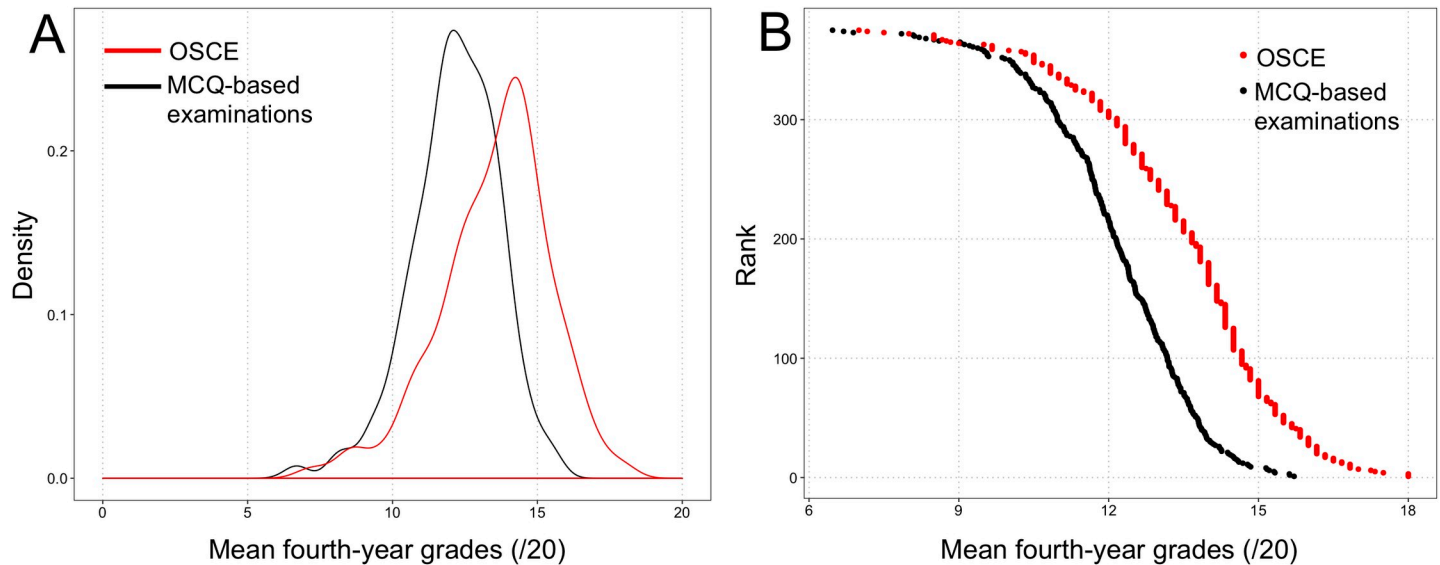 A
OSCE
MCQ-based
examinations
Density
0.2
0.1
0.0
0
5
10
15
20
Mean fourth-year grades (/20)
B
OSCE
MCQ-based
examinations
Rank
300
200
100
0
6
9
12
15
18
Mean fourth-year grades (/20)